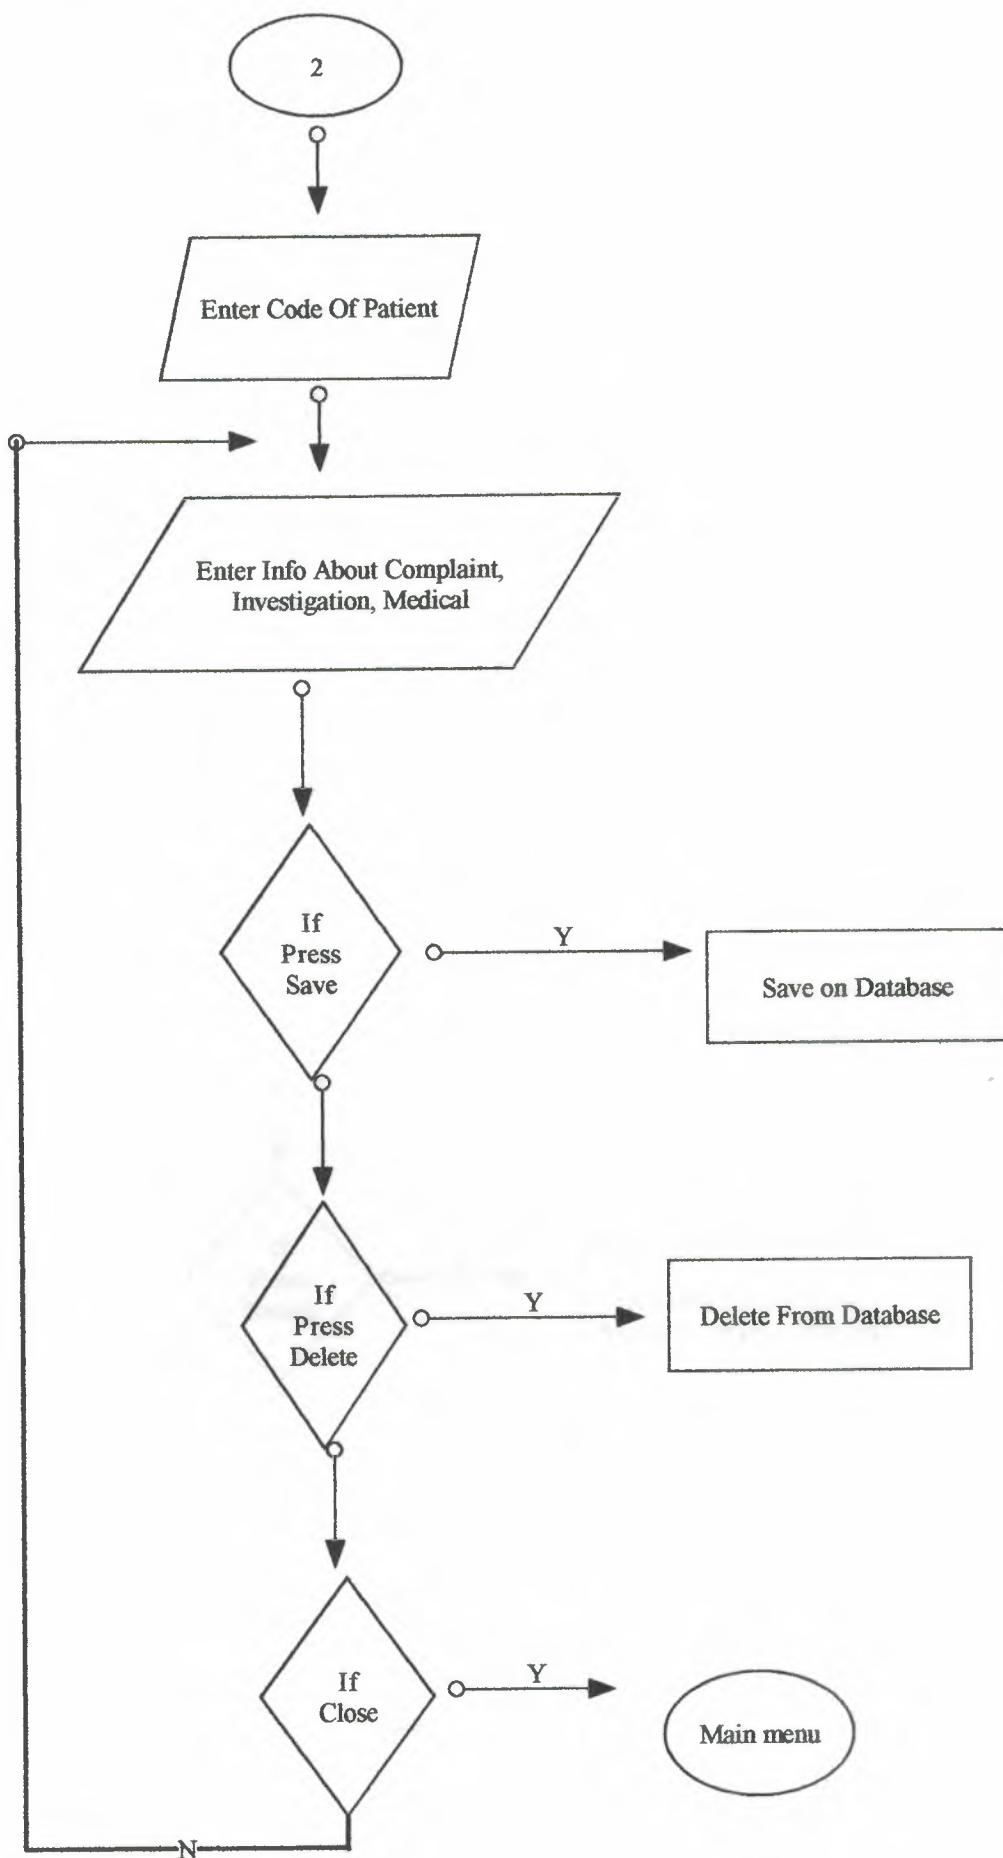 2
Enter Code Of Patient
Enter Info About Complaint,
Investigation, Medical
If
Press
Save
Y
Save on Database
If
Press
Delete
Y
Delete From Database
If
Close
Y
Main menu
N